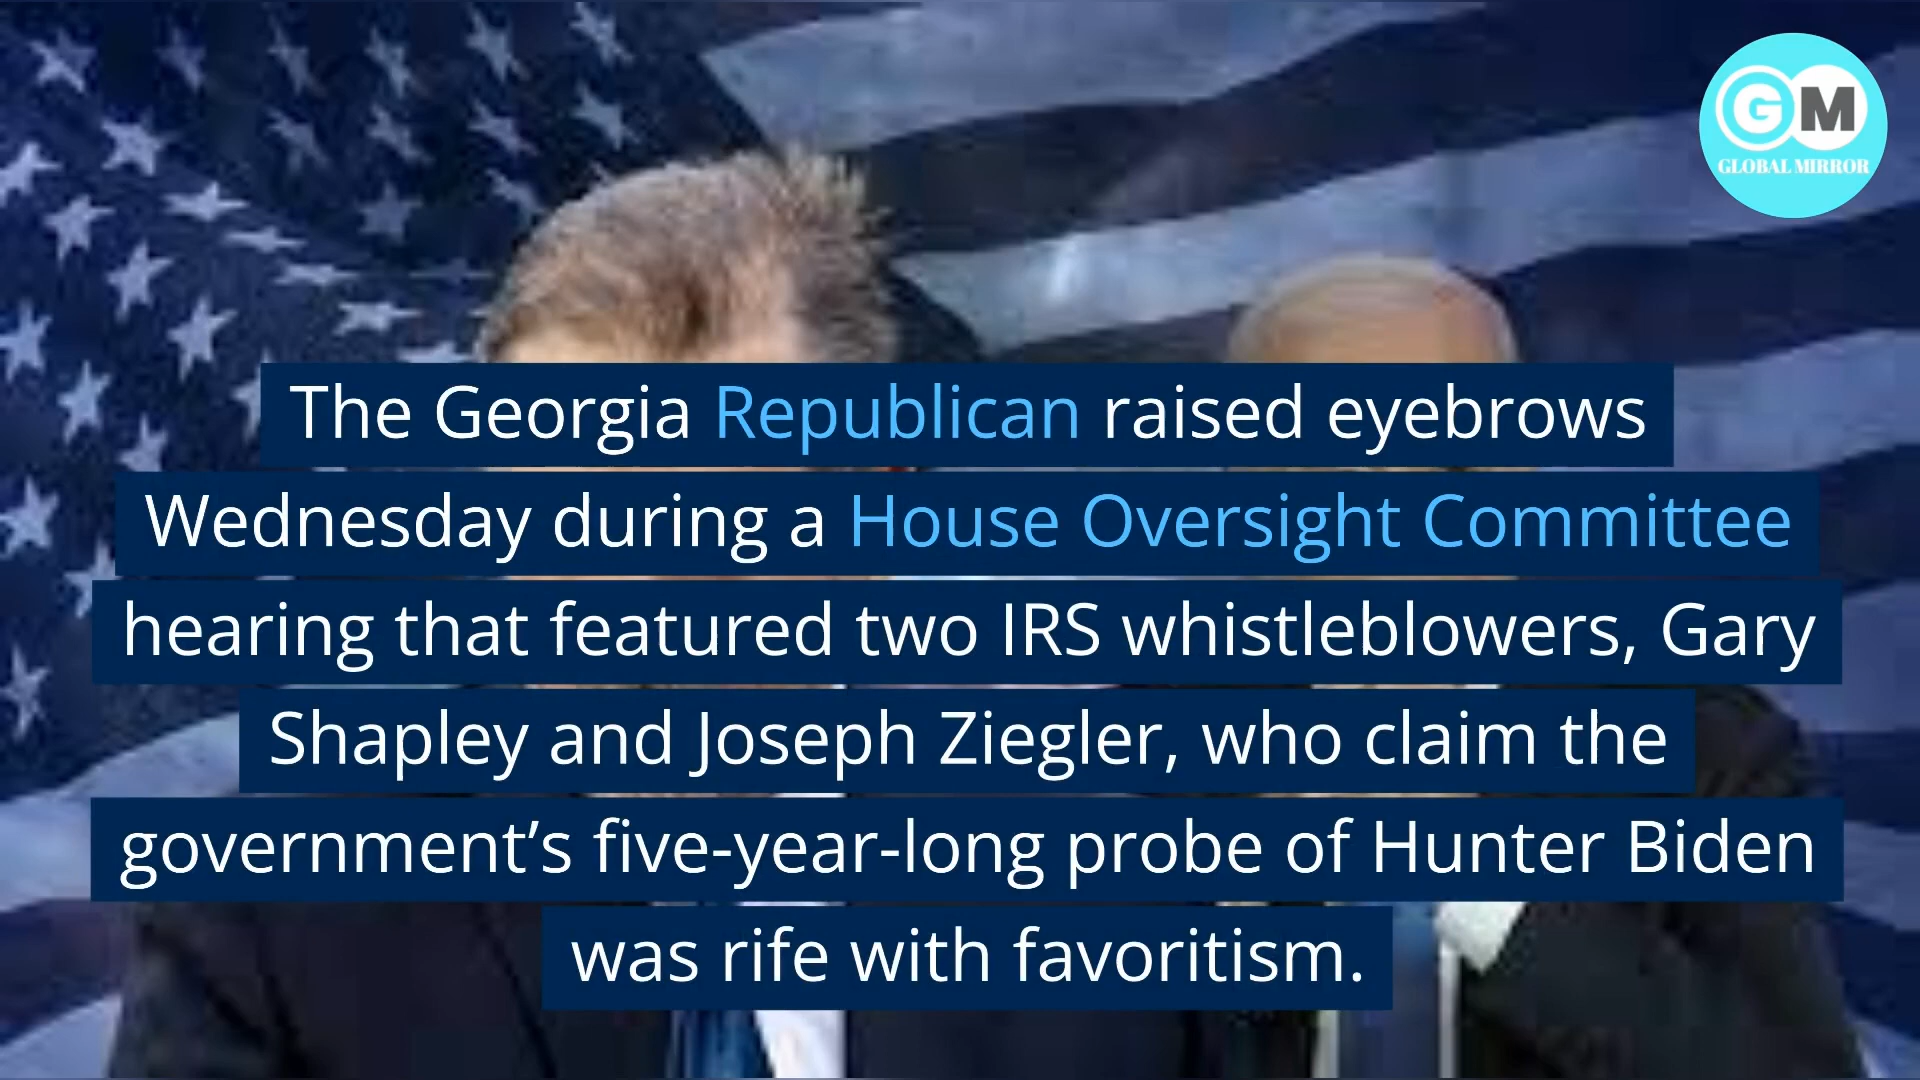 GM
GLOBAL MIRROR
The Georgia Republican raised eyebrows
Wednesday during a House Oversight Committee
hearing that featured two IRS whistleblowers, Gary
Shapley and Joseph Ziegler, who claim the
government’s five-year-long probe of Hunter Biden
was rife with favoritism.